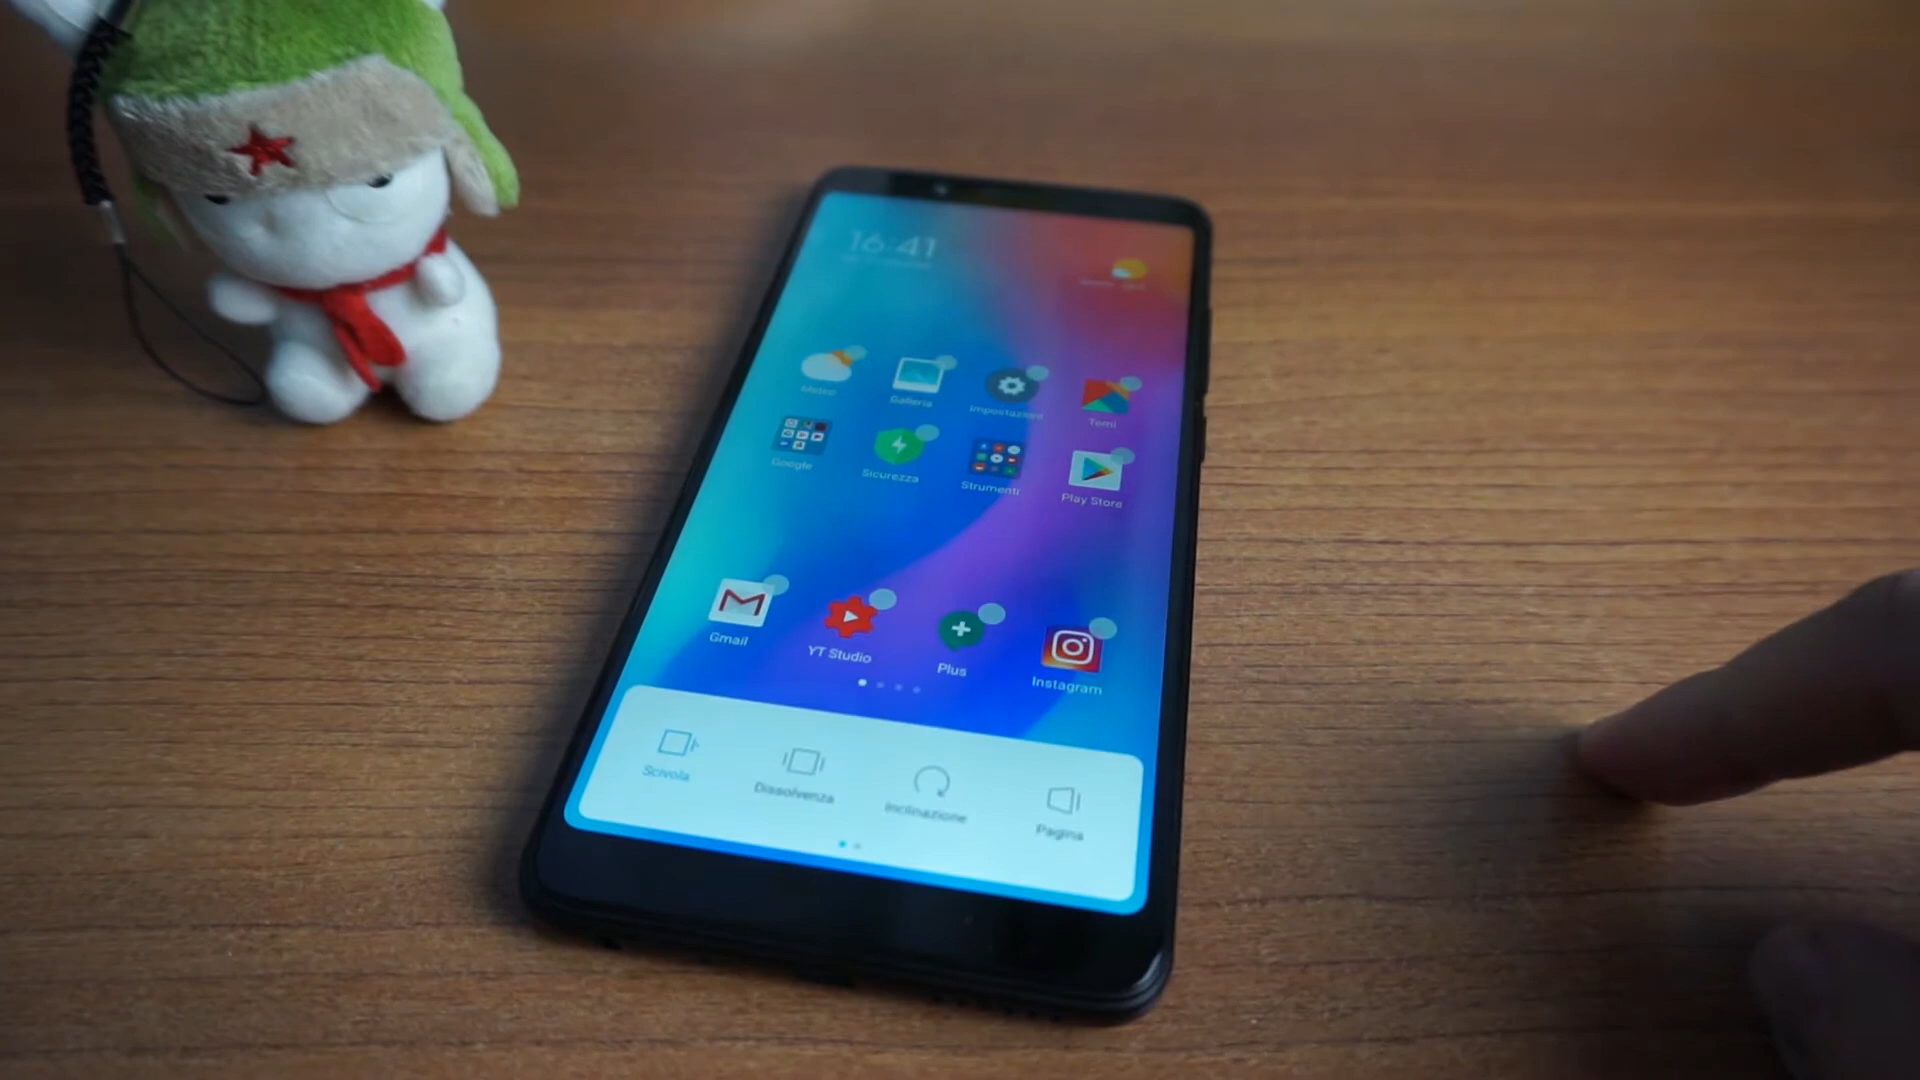 16:41
Meteo
Galleria
Impostazioni
Temi
Google
Sicurezza
Strumenti
Play Store
Gmail
YT Studio
Plus
Instagram
Scivola
Dissolvenza
Inclinazione
Pagina